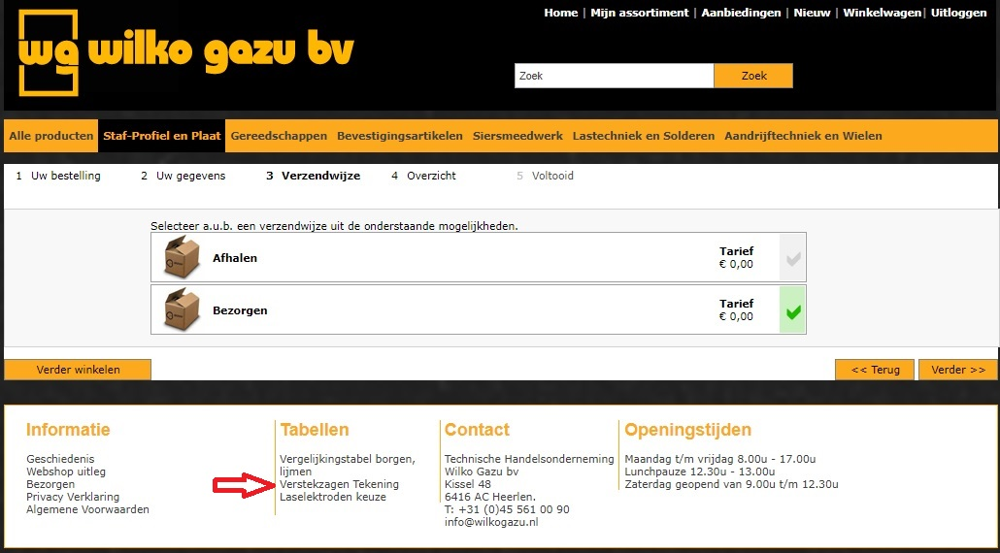 Home | Mijn assortiment | Aanbiedingen | Nieuw | Winkelwagen | Uitloggen
wg wilko gazu bv
Zoek Zoek
Alle producten Staf-Profiel en Plaat Gereedschappen Bevestigingsartikelen Siersmeedwerk Lastechniek en Solderen Aandrijftechniek en Wielen
1 Uw bestelling 2 Uw gegevens 3 Verzendwijze 4 Overzicht 5 Voltooid
Selecteer a.u.b. een verzendwijze uit de onderstaande mogelijkheden.
Afhalen
Tarief
€ 0,00
Bezorgen
Tarief
€ 0,00
Verder winkelen << Terug Verder >>
Informatie
Geschiedenis
Webshop uitleg
Bezorgen
Privacy Verklaring
Algemene Voorwaarden
Tabellen
Vergelijkingstabel borgen,
lijmen
Verstekzagen Tekening
Laselektroden keuze
Contact
Technische Handelsonderneming
Wilko Gazu bv
Kissel 48
6416 AC Heerlen.
T: +31 (0)45 561 00 90
info@wilkogazu.nl
Openingstijden
Maandag t/m vrijdag 8.00u - 17.00u
Lunchpauze 12.30u - 13.00u
Zaterdag geopend van 9.00u t/m 12.30u